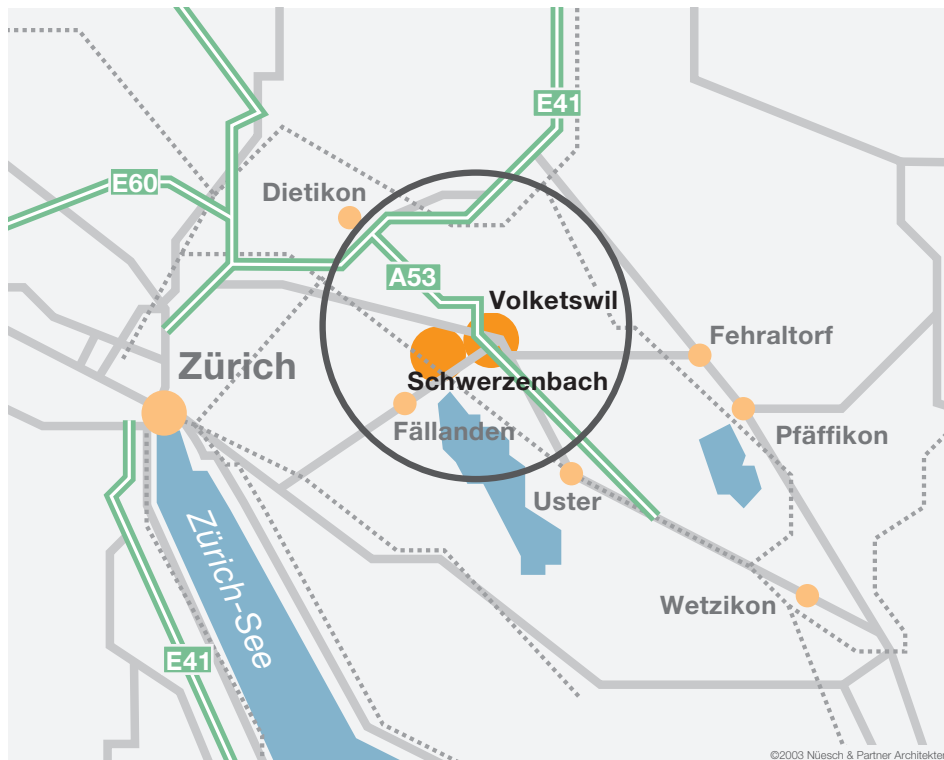 E41
E60
Dietikon
A53
Volketswil
Fehraltorf
Zürich
Schwerzenbach
Fällanden
Pfäffikon
Uster
Zürich-See
Wetzikon
E41
©2003 Nüesch & Partner Architekten